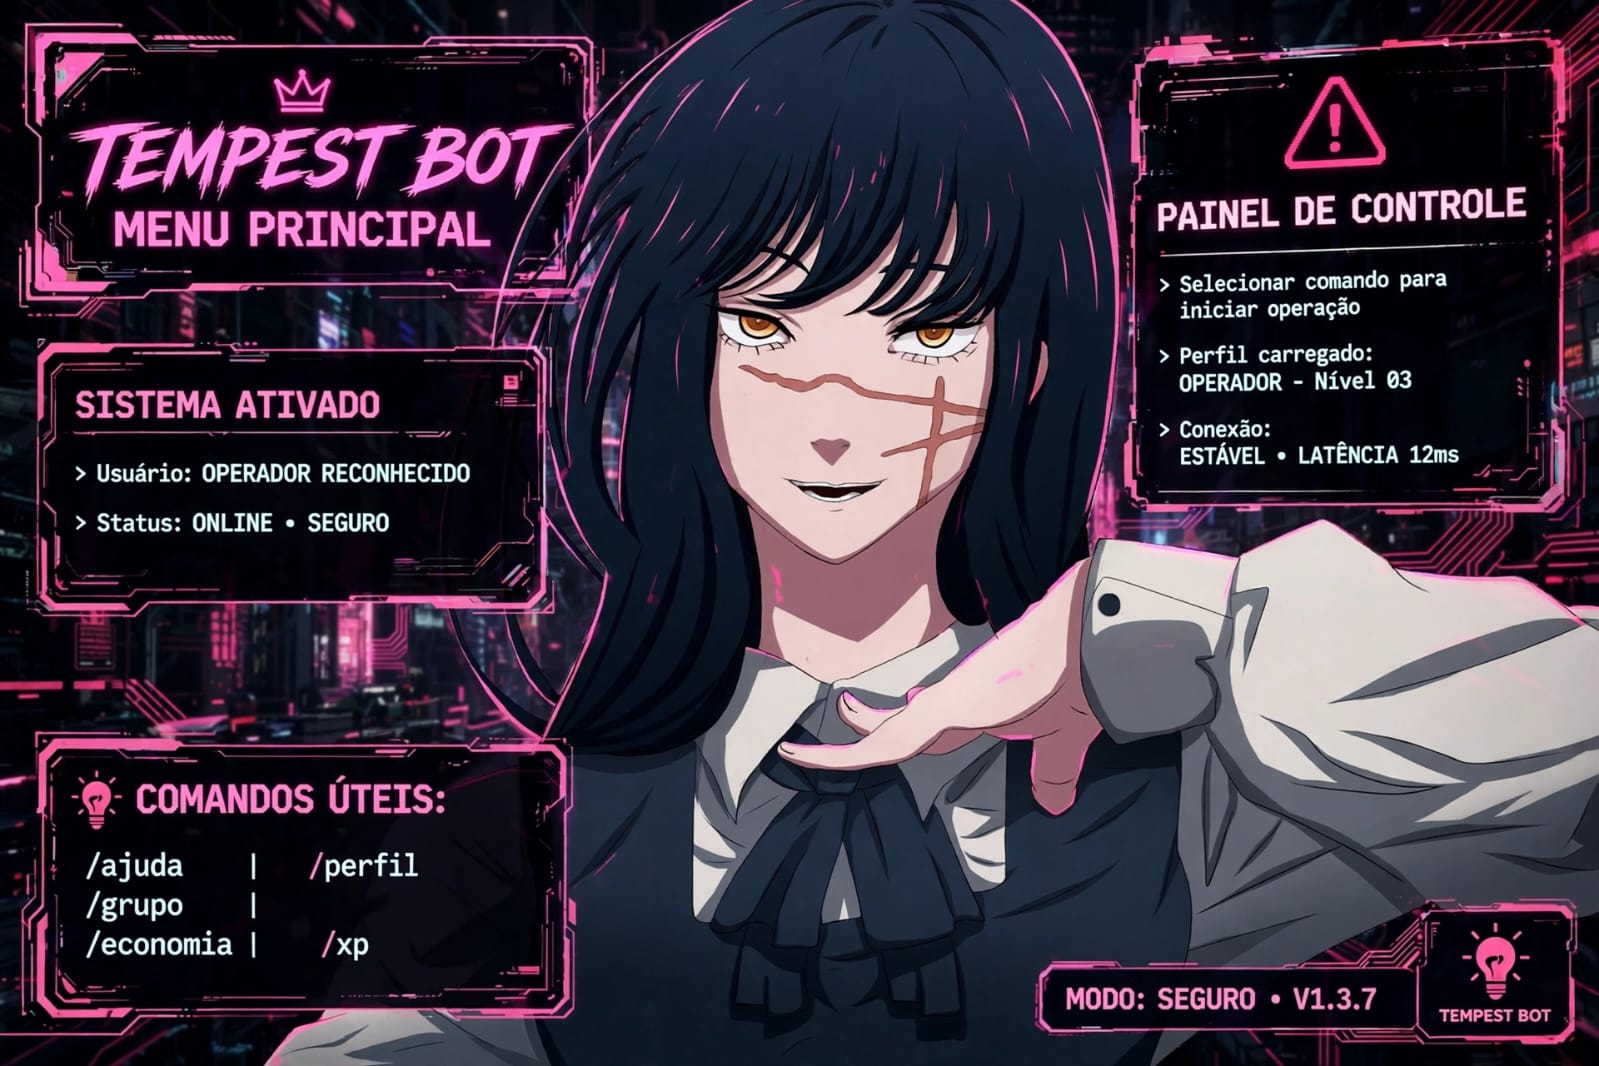 TEMPEST BOT
MENU PRINCIPAL
SISTEMA ATIVADO
> Usuário: OPERADOR RECONHECIDO
> Status: ONLINE • SEGURO
COMANDOS ÚTEIS:
/ajuda | /perfil
/grupo |
/economia | /xp
PAINEL DE CONTROLE
> Selecionar comando para
iniciar operação
> Perfil carregado:
OPERADOR - Nível 03
> Conexão:
ESTÁVEL • LATÊNCIA 12ms
MODO: SEGURO • V1.3.7
TEMPEST BOT